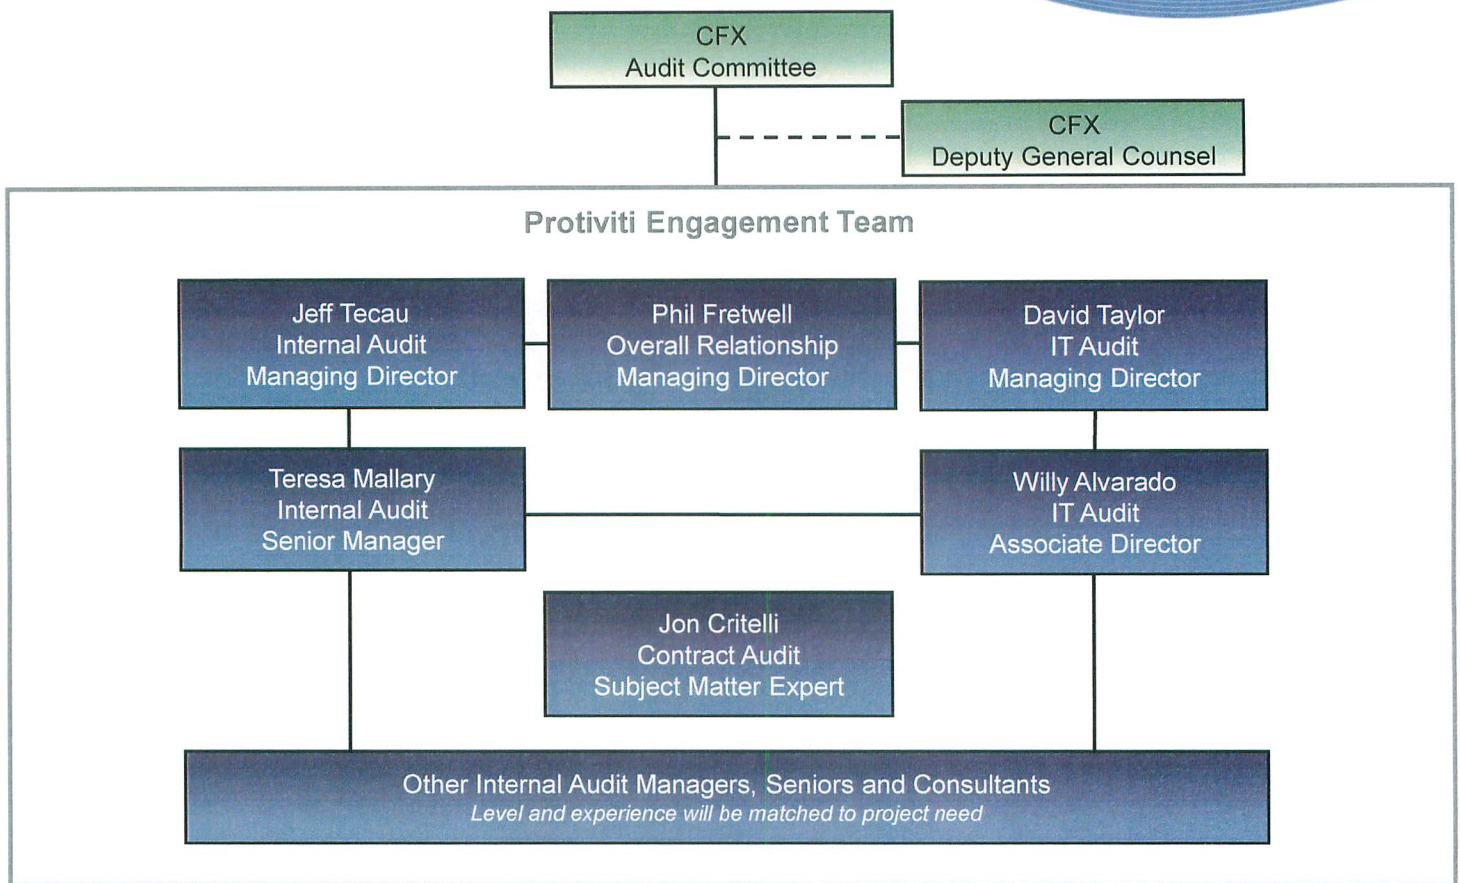 CFX
Audit Committee
CFX
Deputy General Counsel
Protiviti Engagement Team
Jeff Tecau
Internal Audit
Managing Director
Phil Fretwell
Overall Relationship
Managing Director
David Taylor
IT Audit
Managing Director
Teresa Mallary
Internal Audit
Senior Manager
Willy Alvarado
IT Audit
Associate Director
Jon Critelli
Contract Audit
Subject Matter Expert
Other Internal Audit Managers, Seniors and Consultants
Level and experience will be matched to project need